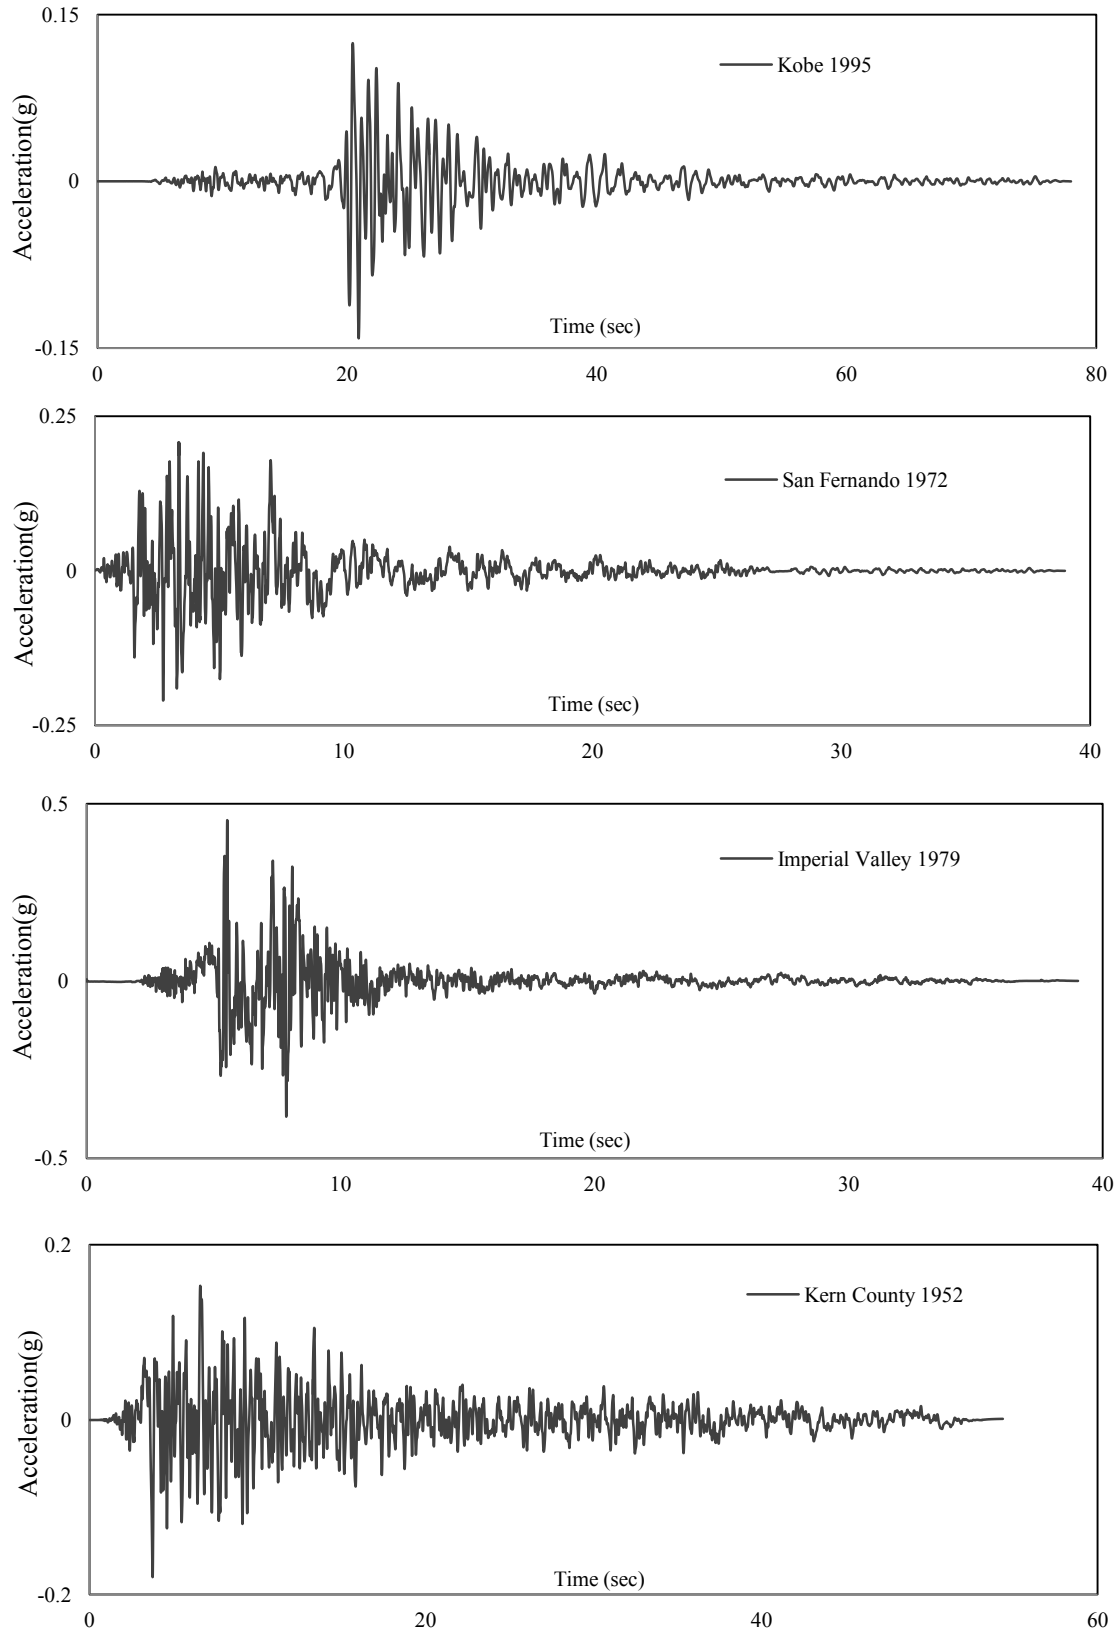 0.15
Kobe 1995
Acceleration(g)
0
Time (sec)
-0.15
0 20 40 60 80
0.25
San Fernando 1972
Acceleration(g)
0
Time (sec)
-0.25
0 10 20 30 40
0.5
Imperial Valley 1979
Acceleration(g)
0
Time (sec)
-0.5
0 10 20 30 40
0.2
Kern County 1952
Acceleration(g)
0
Time (sec)
-0.2
0 20 40 60